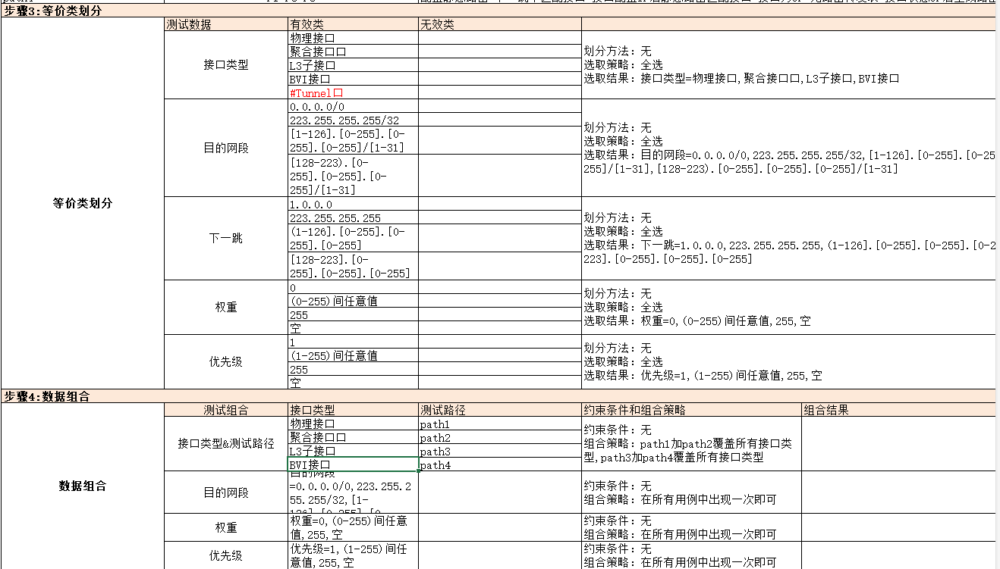 步骤3:等价类划分
测试数据
有效类
无效类
等价类划分
接口类型
物理接口
聚合接口口
L3子接口
BVI接口
#Tunnel口
划分方法: 无
选取策略: 全选
选取结果: 接口类型=物理接口,聚合接口口,L3子接口,BVI接口
目的网段
0.0.0.0/0
223.255.255.255/32
[1-126].[0-255].[0-
255].[0-255]/[1-31]
[128-223).[0-
255].[0-255].[0-
255]/[1-31]
划分方法: 无
选取策略: 全选
选取结果: 目的网段=0.0.0.0/0,223.255.255.255/32,[1-126].[0-255].[0-25
255]/[1-31],[128-223).[0-255].[0-255].[0-255]/[1-31]
下一跳
1.0.0.0
223.255.255.255
(1-126].[0-255].[0-
255].[0-255]
[128-223].[0-
255].[0-255].[0-255]
划分方法: 无
选取策略: 全选
选取结果: 下一跳=1.0.0.0,223.255.255.255,(1-126].[0-255].[0-255].[0-2
223].[0-255].[0-255].[0-255]
权重
0
(0-255)间任意值
255
空
划分方法: 无
选取策略: 全选
选取结果: 权重=0,(0-255)间任意值,255,空
优先级
1
(1-255)间任意值
255
空
划分方法: 无
选取策略: 全选
选取结果: 优先级=1,(1-255)间任意值,255,空
步骤4:数据组合
测试组合
接口类型
测试路径
约束条件和组合策略
组合结果
数据组合
接口类型&测试路径
物理接口
path1
聚合接口口
path2
L3子接口
path3
BVI接口
path4
约束条件: 无
组合策略: path1加path2覆盖所有接口类
型,path3加path4覆盖所有接口类型
目的网段
目的网段
=0.0.0.0/0,223.255.2
55.255/32,[1-
约束条件: 无
组合策略: 在所有用例中出现一次即可
权重
权重=0,(0-255)间任意
值,255,空
约束条件: 无
组合策略: 在所有用例中出现一次即可
优先级
优先级=1,(1-255)间任
意值,255,空
约束条件: 无
组合策略: 在所有用例中出现一次即可